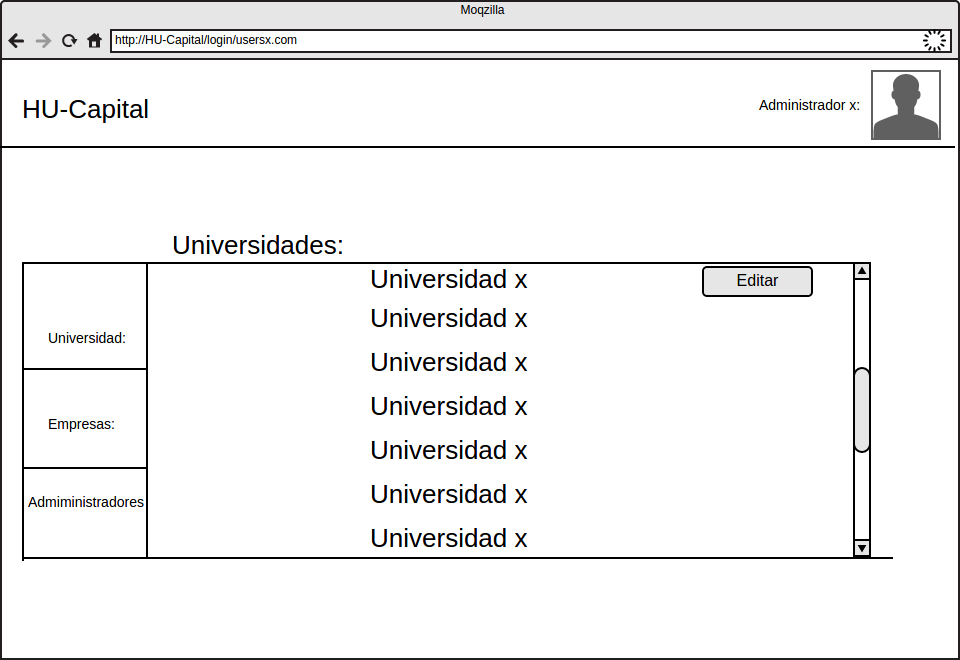 Moqzilla
http://HU-Capital/login/usersx.com
HU-Capital
Administrador x:
Universidades:
Universidad x
Editar
Universidad x
Universidad:
Universidad x
Universidad x
Empresas:
Universidad x
Universidad x
Admiministradores
Universidad x